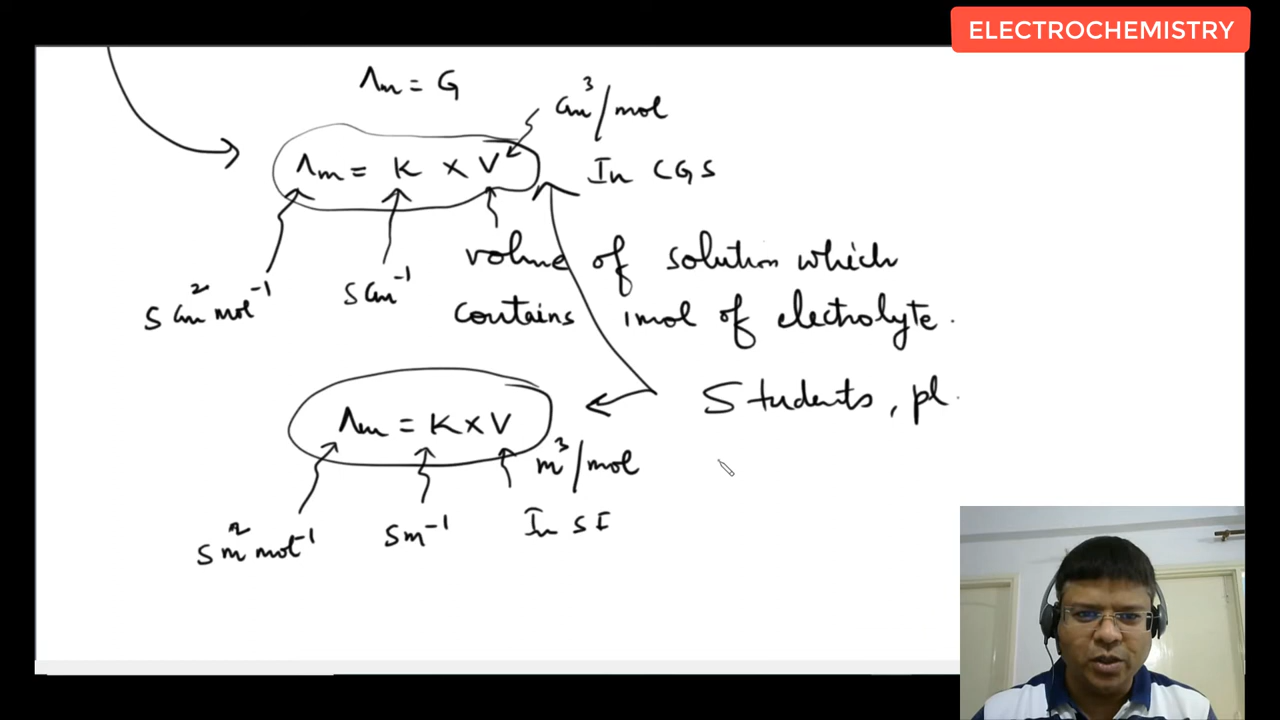 ELECTROCHEMISTRY
Λm = G
cm³/mol
Λm = K × V
In CGS
S cm² mol⁻¹
S cm⁻¹
volume of solution which
contains 1mol of electrolyte.
Λm = K × V
Students, pl.
m³/mol
S m² mol⁻¹
Sm⁻¹
In SI